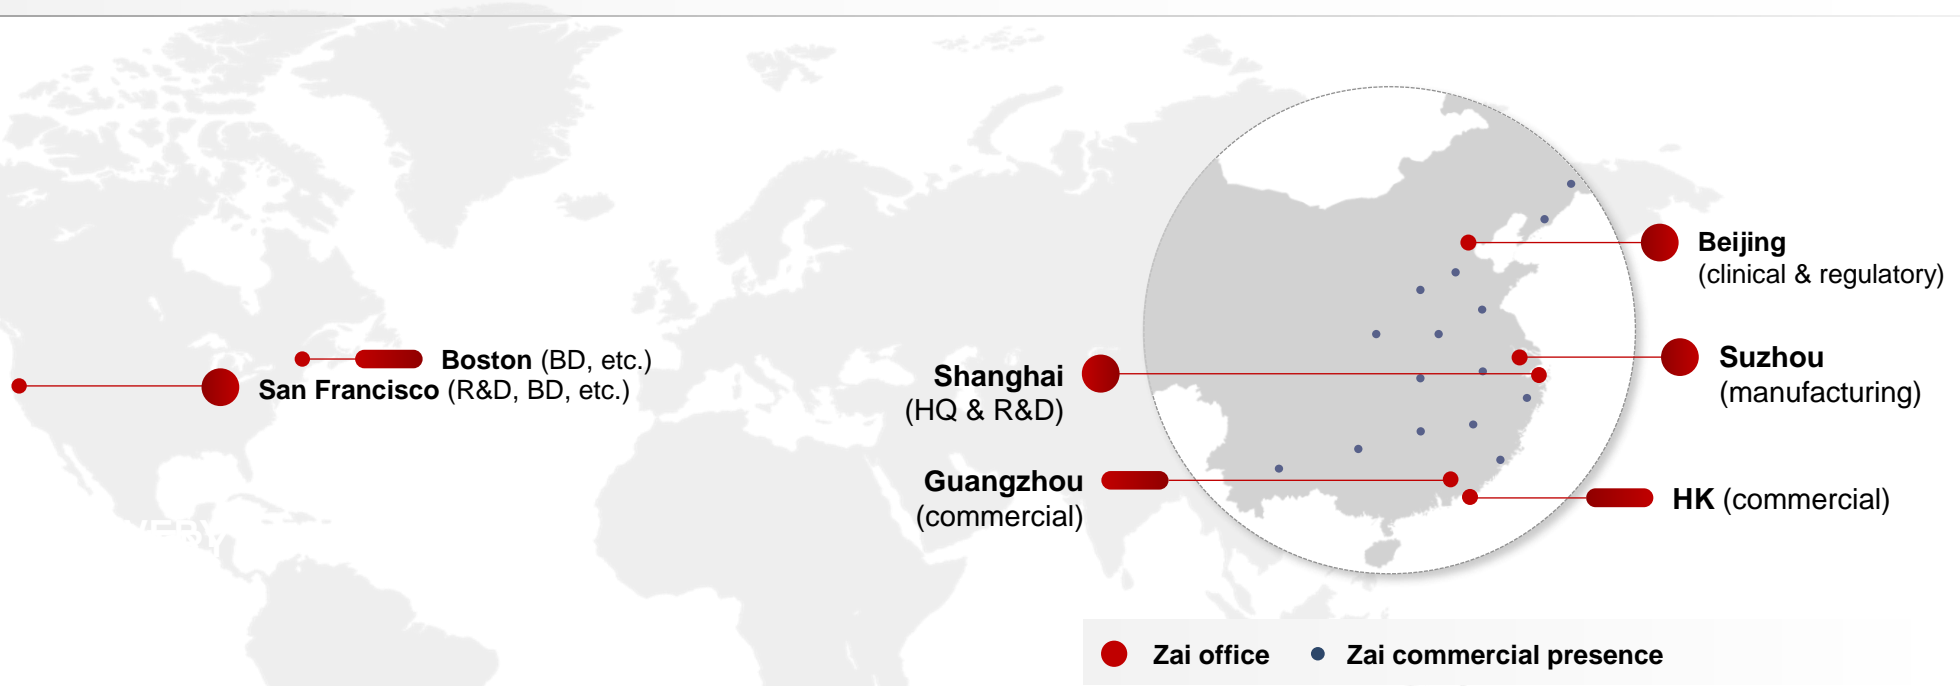 Beijing
(clinical & regulatory)
Boston (BD, etc.)
San Francisco (R&D, BD, etc.)
Shanghai
(HQ & R&D)
Suzhou
(manufacturing)
Guangzhou
(commercial)
HK (commercial)
Zai office
Zai commercial presence